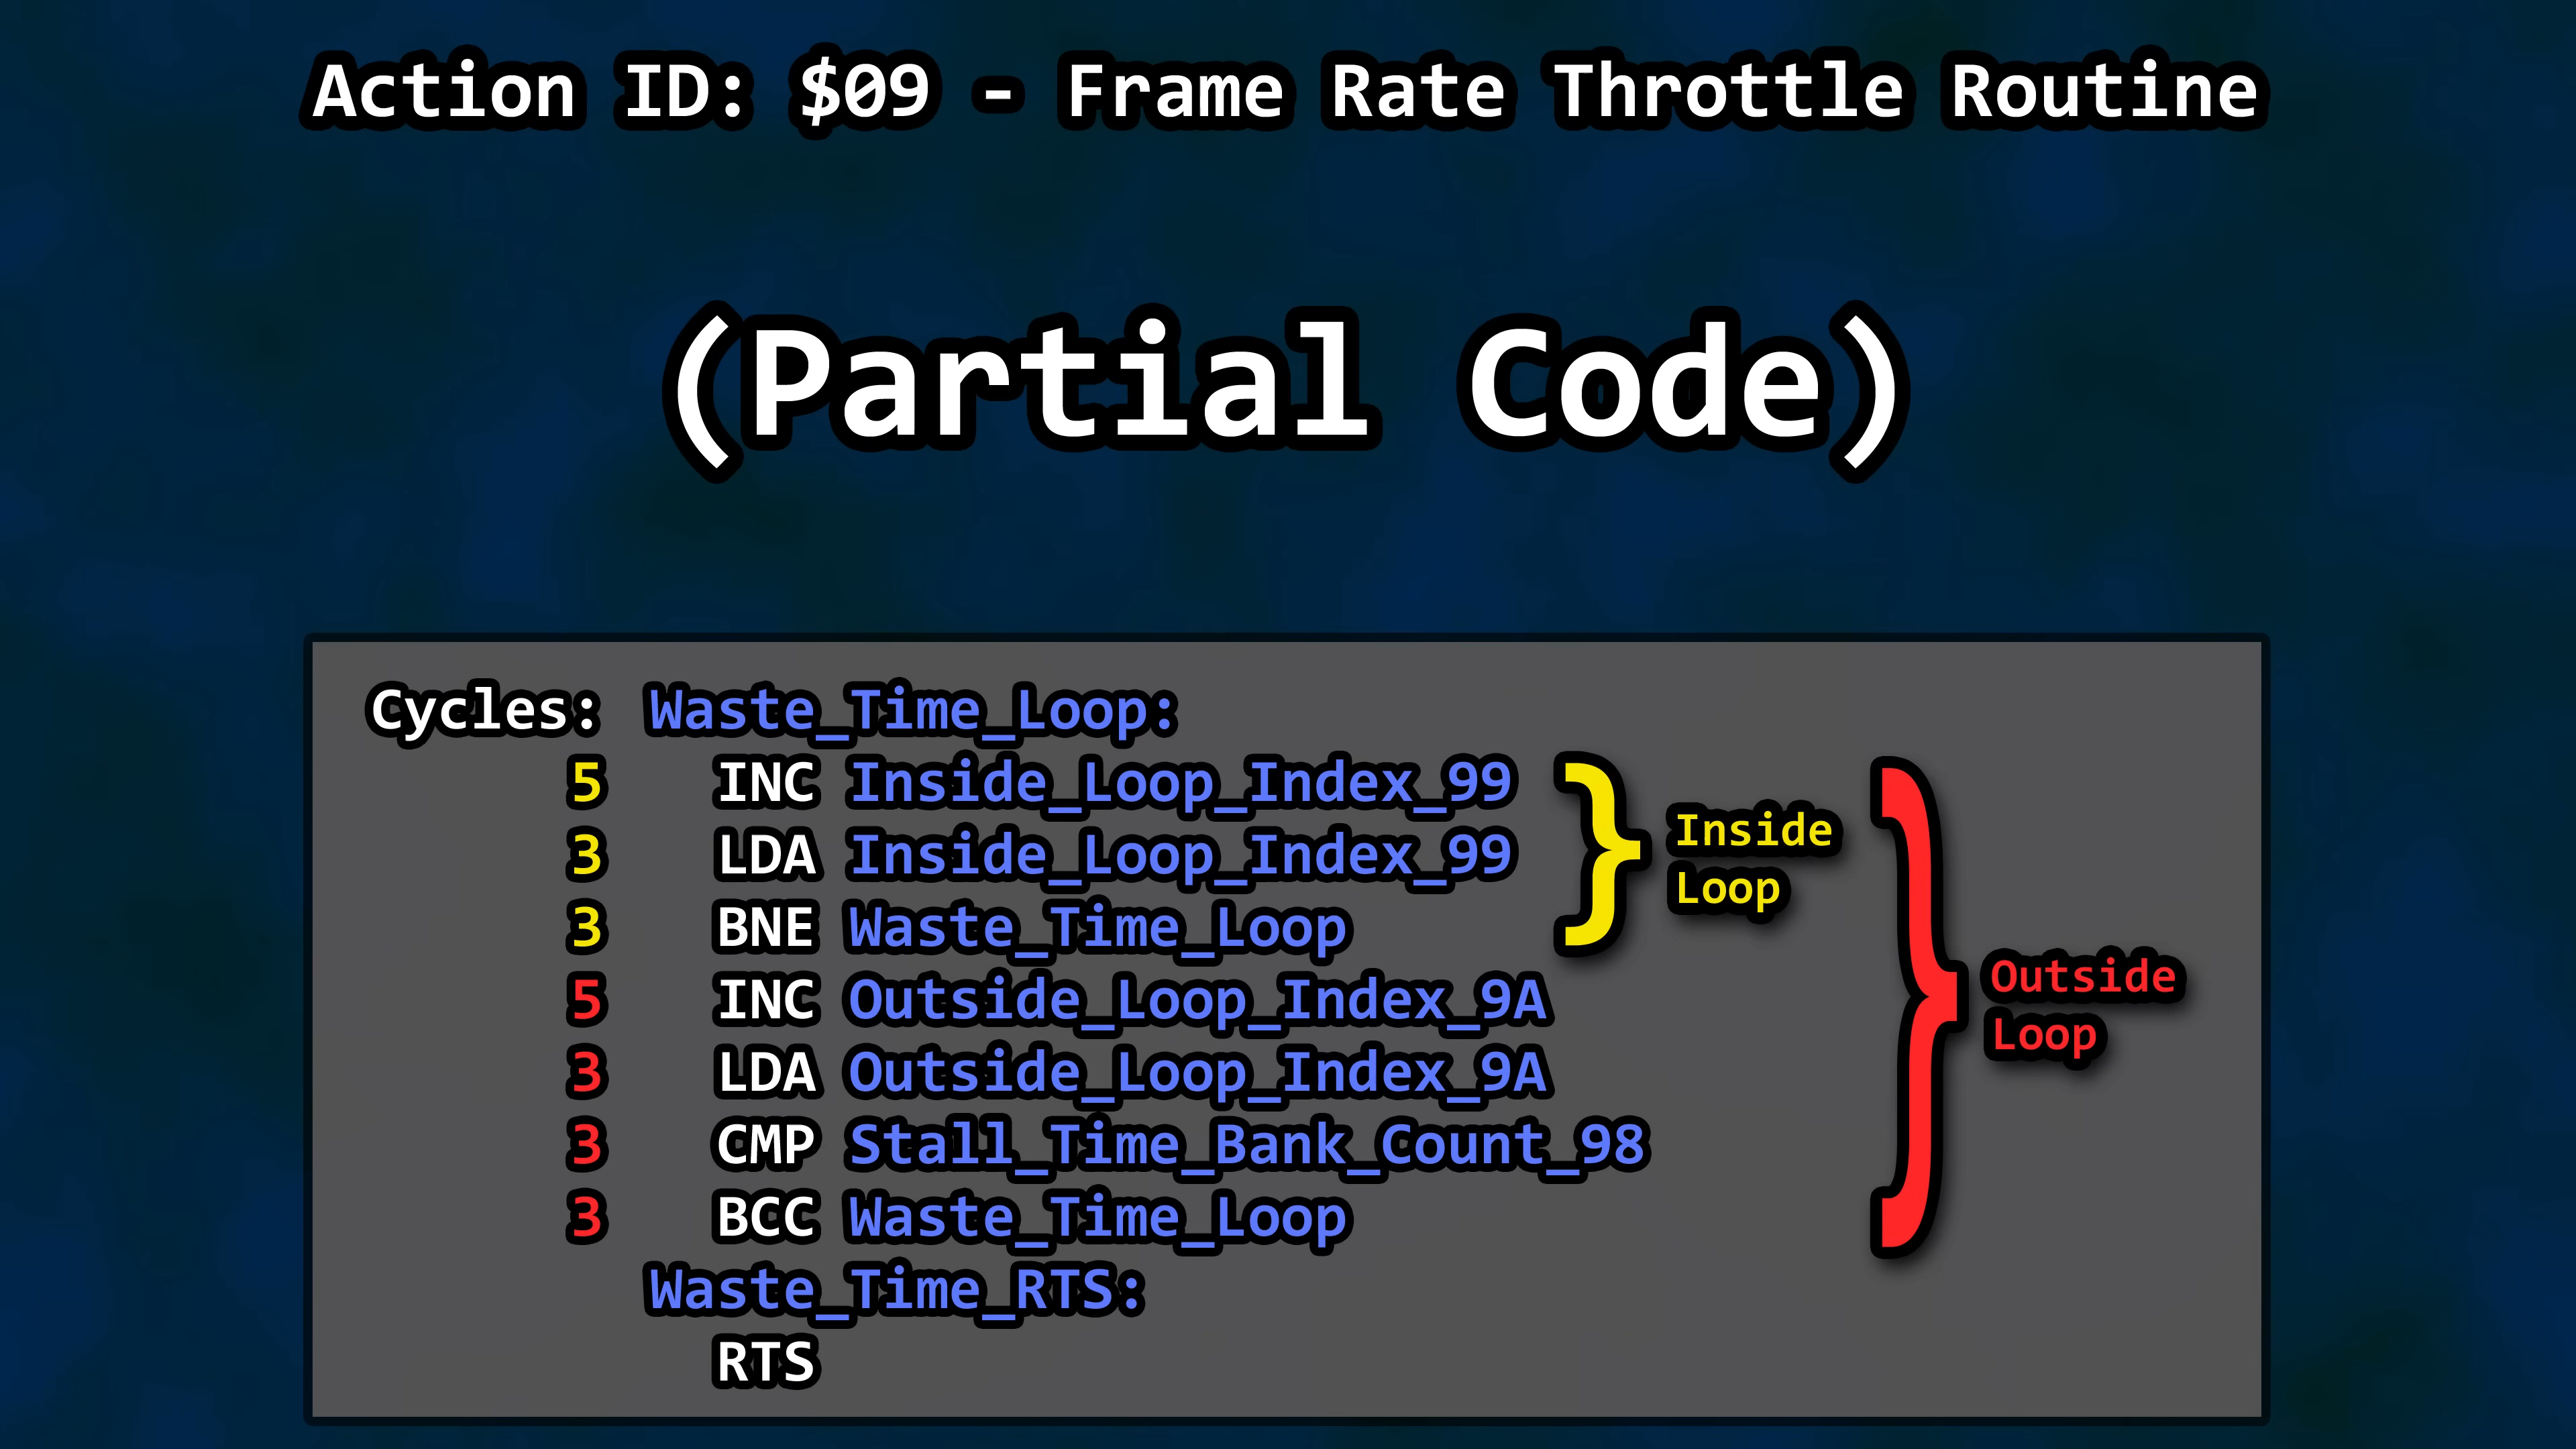 Action ID: $09 - Frame Rate Throttle Routine
(Partial Code)
Cycles: Waste_Time_Loop:
5 INC Inside_Loop_Index_99
3 LDA Inside_Loop_Index_99
3 BNE Waste_Time_Loop
5 INC Outside_Loop_Index_9A
3 LDA Outside_Loop_Index_9A
3 CMP Stall_Time_Bank_Count_98
3 BCC Waste_Time_Loop
Waste_Time_RTS:
RTS
Inside
Loop
Outside
Loop